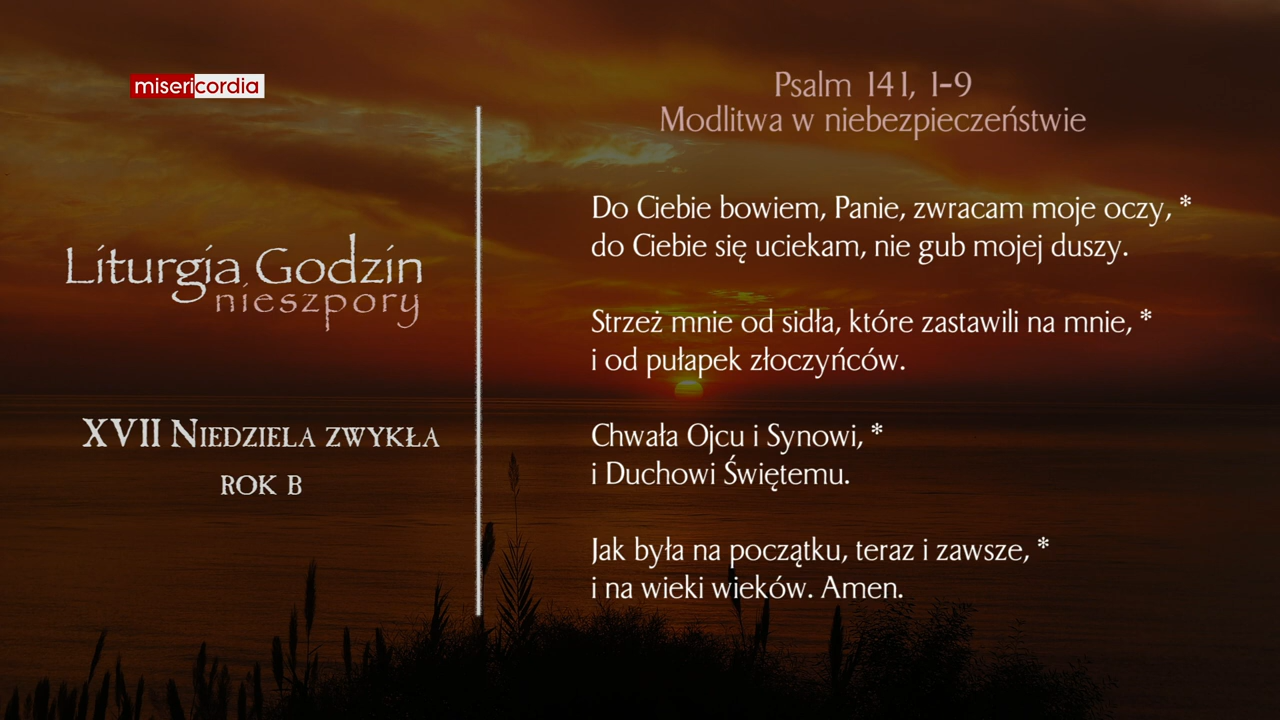 misericordia
Liturgia Godzin
nieszpory
XVII Niedziela zwykła
rok B
Psalm 141, 1-9
Modlitwa w niebezpieczeństwie
Do Ciebie bowiem, Panie, zwracam moje oczy, *
do Ciebie się uciekam, nie gub mojej duszy.
Strzeż mnie od sidła, które zastawili na mnie, *
i od pułapek złoczyńców.
Chwała Ojcu i Synowi, *
i Duchowi Świętemu.
Jak była na początku, teraz i zawsze, *
i na wieki wieków. Amen.